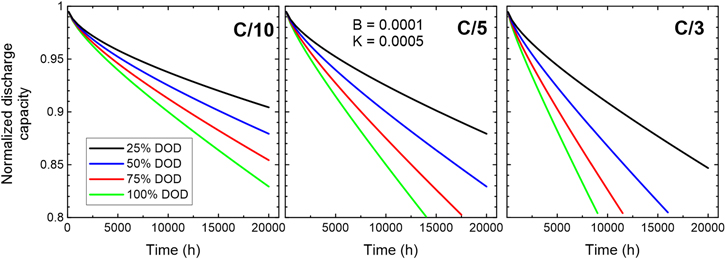 Normalized discharge
capacity
1
0.95
0.9
0.85
0.8
C/10
25% DOD
50% DOD
75% DOD
100% DOD
0 5000 10000 15000 20000
Time (h)
B = 0.0001
K = 0.0005
C/5
5000 10000 15000 20000
Time (h)
C/3
5000 10000 15000 20000
Time (h)